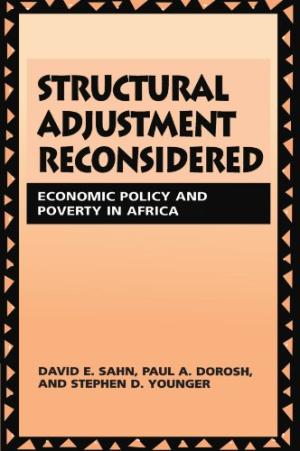 STRUCTURAL
ADJUSTMENT
RECONSIDERED
ECONOMIC POLICY AND
POVERTY IN AFRICA
DAVID E. SAHN, PAUL A. DOROSH,
AND STEPHEN D. YOUNGER